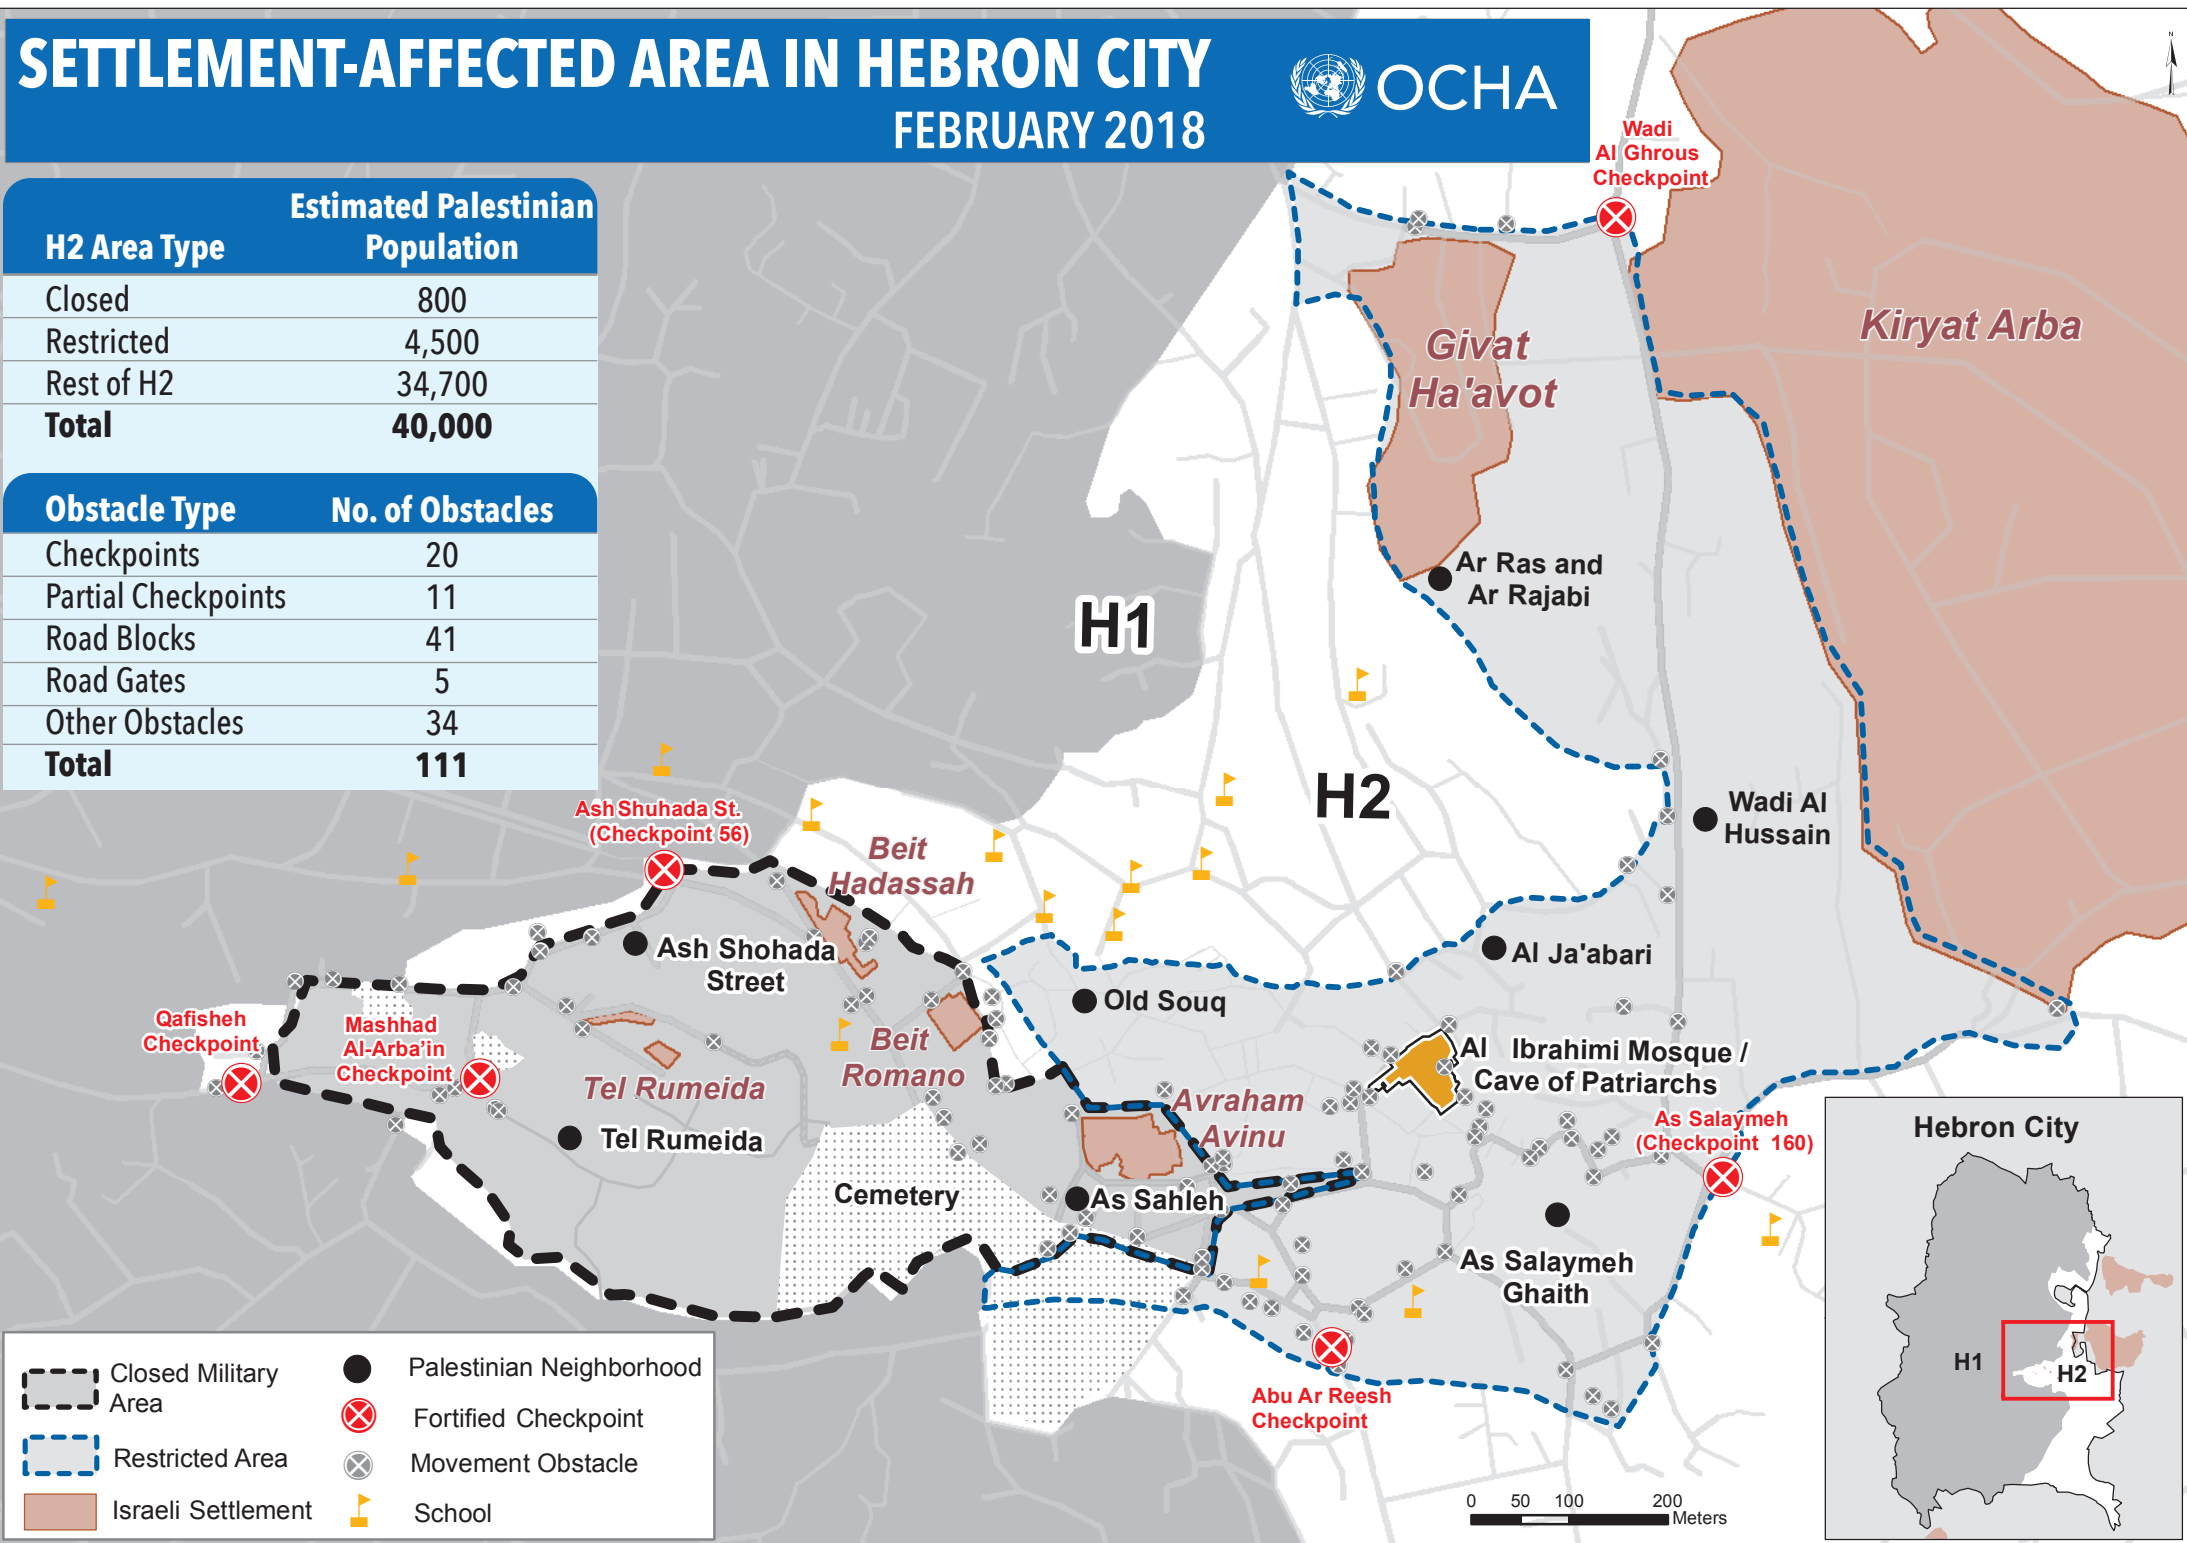 SETTLEMENT-AFFECTED AREA IN HEBRON CITY
FEBRUARY 2018
OCHA
N
H2 Area Type
Estimated Palestinian
Population
Closed 800
Restricted 4,500
Rest of H2 34,700
Total 40,000
Obstacle Type No. of Obstacles
Checkpoints 20
Partial Checkpoints 11
Road Blocks 41
Road Gates 5
Other Obstacles 34
Total 111
Wadi
Al Ghrous
Checkpoint
Kiryat Arba
Givat
Ha'avot
Ar Ras and
Ar Rajabi
H1
H2
Wadi Al
Hussain
Ash Shuhada St.
(Checkpoint 56)
Beit
Hadassah
Ash Shohada
Street
Al Ja'abari
Old Souq
Qafisheh
Checkpoint
Mashhad
Al-Arba'in
Checkpoint
Tel Rumeida
Beit
Romano
Al Ibrahimi Mosque /
Cave of Patriarchs
Avraham
Avinu
As Salaymeh
(Checkpoint 160)
Tel Rumeida
Cemetery
As Sahleh
As Salaymeh
Ghaith
Abu Ar Reesh
Checkpoint
Closed Military
Area
Restricted Area
Israeli Settlement
Palestinian Neighborhood
Fortified Checkpoint
Movement Obstacle
School
0 50 100 200
Meters
Hebron City
H1
H2